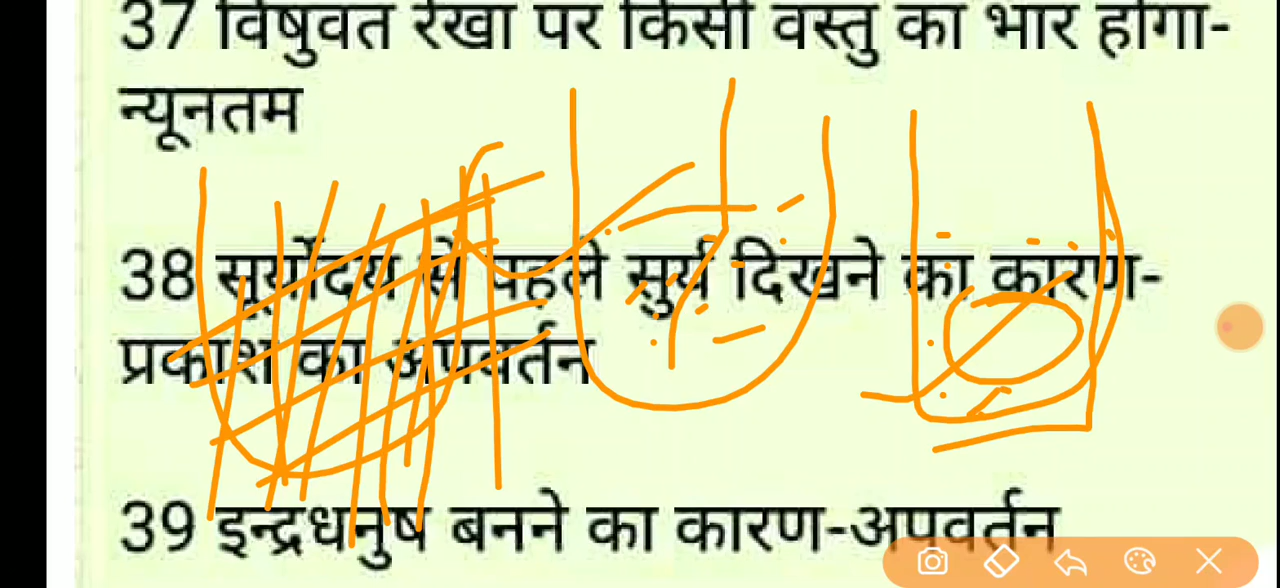 37 विषुवत रेखा पर किसी वस्तु का भार होगा-
न्यूनतम
38 सूर्योदय से पहले सुर्य दिखने का कारण-
प्रकाश का अपवर्तन
39 इन्द्रधनुष बनने का कारण-अपवर्तन